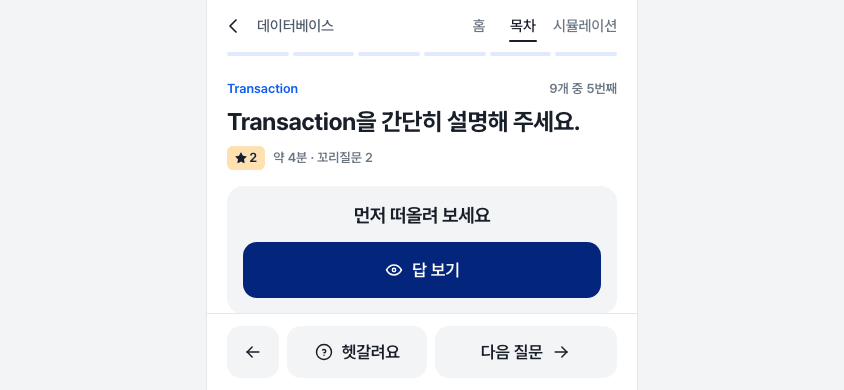 데이터베이스 홈 목차 시뮬레이션
Transaction 9개 중 5번째
Transaction을 간단히 설명해 주세요.
★2 약 4분 · 꼬리질문 2
먼저 떠올려 보세요
답 보기
헷갈려요 다음 질문